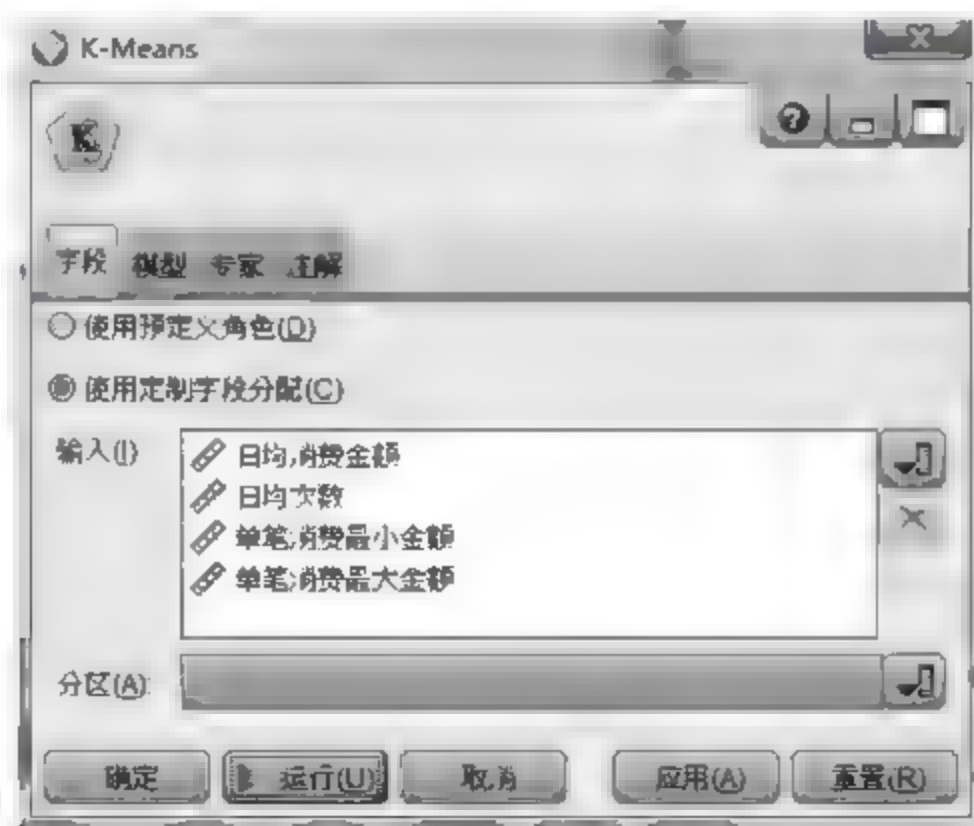 K-Means
K
字段 模型 专家 注解
使用预定义角色(D)
使用定制字段分配(C)
输入(I)
日均消费金额
日均次数
单笔消费最小金额
单笔消费最大金额
分区(A):
确定 运行(U) 取消 应用(A) 重置(R)